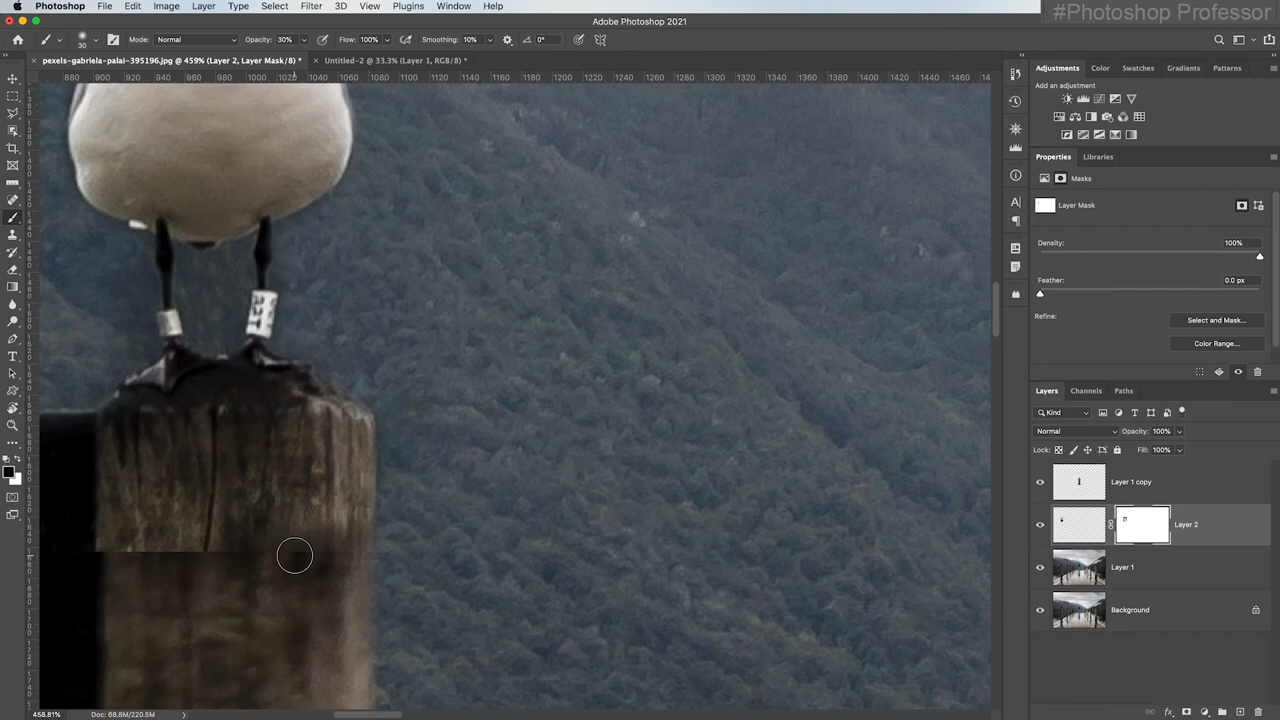 Photoshop File Edit Image Layer Type Select Filter 3D View Plugins Window Help
#Photoshop Professor
Adobe Photoshop 2021
30 Mode: Normal Opacity: 30% Flow: 100% Smoothing: 10% 0°
pexels-gabriela-palai-395196.jpg @ 459% (Layer 2, Layer Mask/8) * Untitled-2 @ 33.3% (Layer 1, RGB/8) *
880 900 920 940 960 980 1000 1020 1040 1060 1080 1100 1120 1140 1160 1180 1200 1220 1240 1260 1280 1300 1320 1340 1360 1380 1400 1420 1440 1460 1480
Adjustments Color Swatches Gradients Patterns
Add an adjustment
Properties Libraries
Masks
Layer Mask
Density: 100%
Feather: 0.0 px
Refine: Select and Mask...
Color Range...
Layers Channels Paths
Kind
Normal Opacity: 100%
Lock: Fill: 100%
Layer 1 copy
Layer 2
Layer 1
Background
458.81% Doc: 68.8M/220.5M